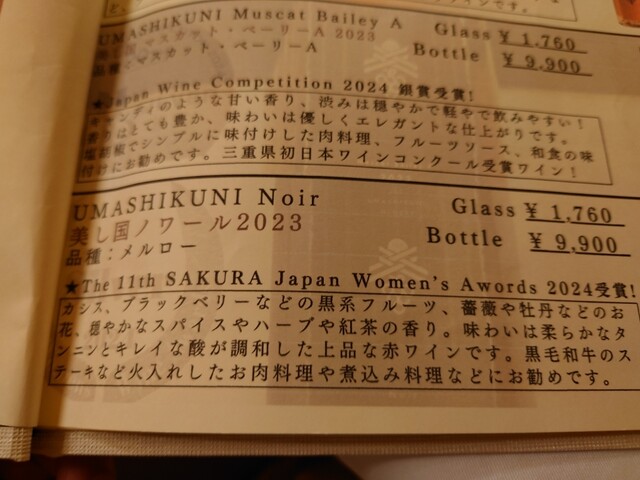 UMASHIKUNI Muscat Bailey A Glass ¥ 1,760
マスカット・ベーリーA 2023 Bottle ¥ 9,900
品種:マスカット・ベーリーA
★Japan Wine Competition 2024 銀賞受賞!
キャンディのような甘い香り、渋みは穏やかで軽やで飲みやすい!
香りはとても豊か、味わいは優しくエレガントな仕上がりです。
塩胡椒でシンプルに味付けした肉料理、フルーツソース、和食の味
付けにお勧めです。三重県初日本ワインコンクール受賞ワイン!
UMASHIKUNI Noir Glass ¥ 1,760
美し国ノワール2023 Bottle ¥ 9,900
品種:メルロー
★The 11th SAKURA Japan Women's Awords 2024受賞!
カシス、ブラックベリーなどの黒系フルーツ、薔薇や牡丹などのお
花、穏やかなスパイスやハーブや紅茶の香り。味わいは柔らかなタ
ンニンとキレイな酸が調和した上品な赤ワインです。黒毛和牛のス
テーキなど火入れしたお肉料理や煮込み料理などにお勧めです。